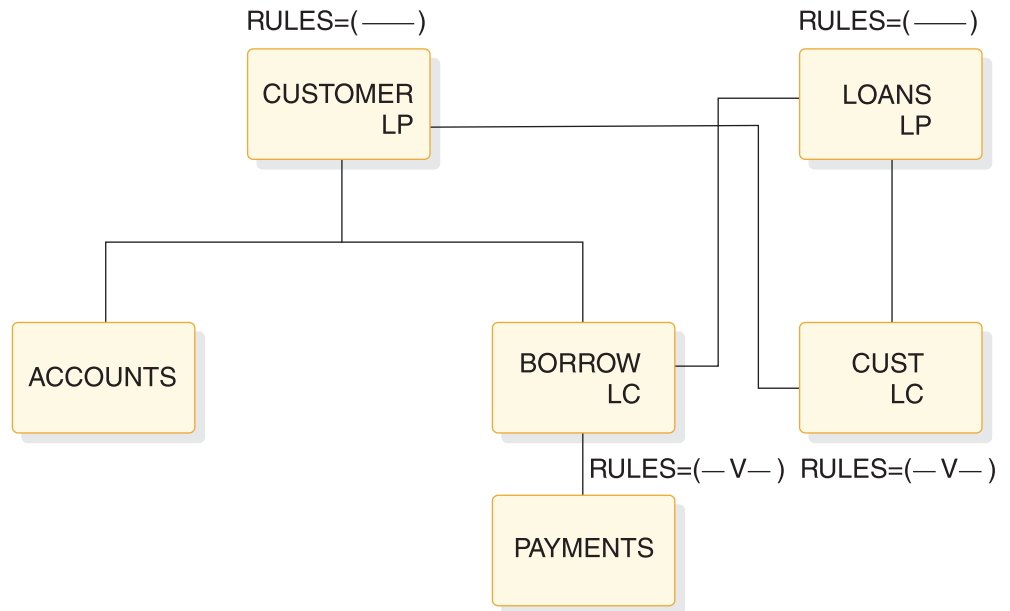 RULES=( —— )
RULES=( —— )
CUSTOMER
LP
LOANS
LP
ACCOUNTS
BORROW
LC
CUST
LC
RULES=(— V— )
RULES=(— V— )
PAYMENTS